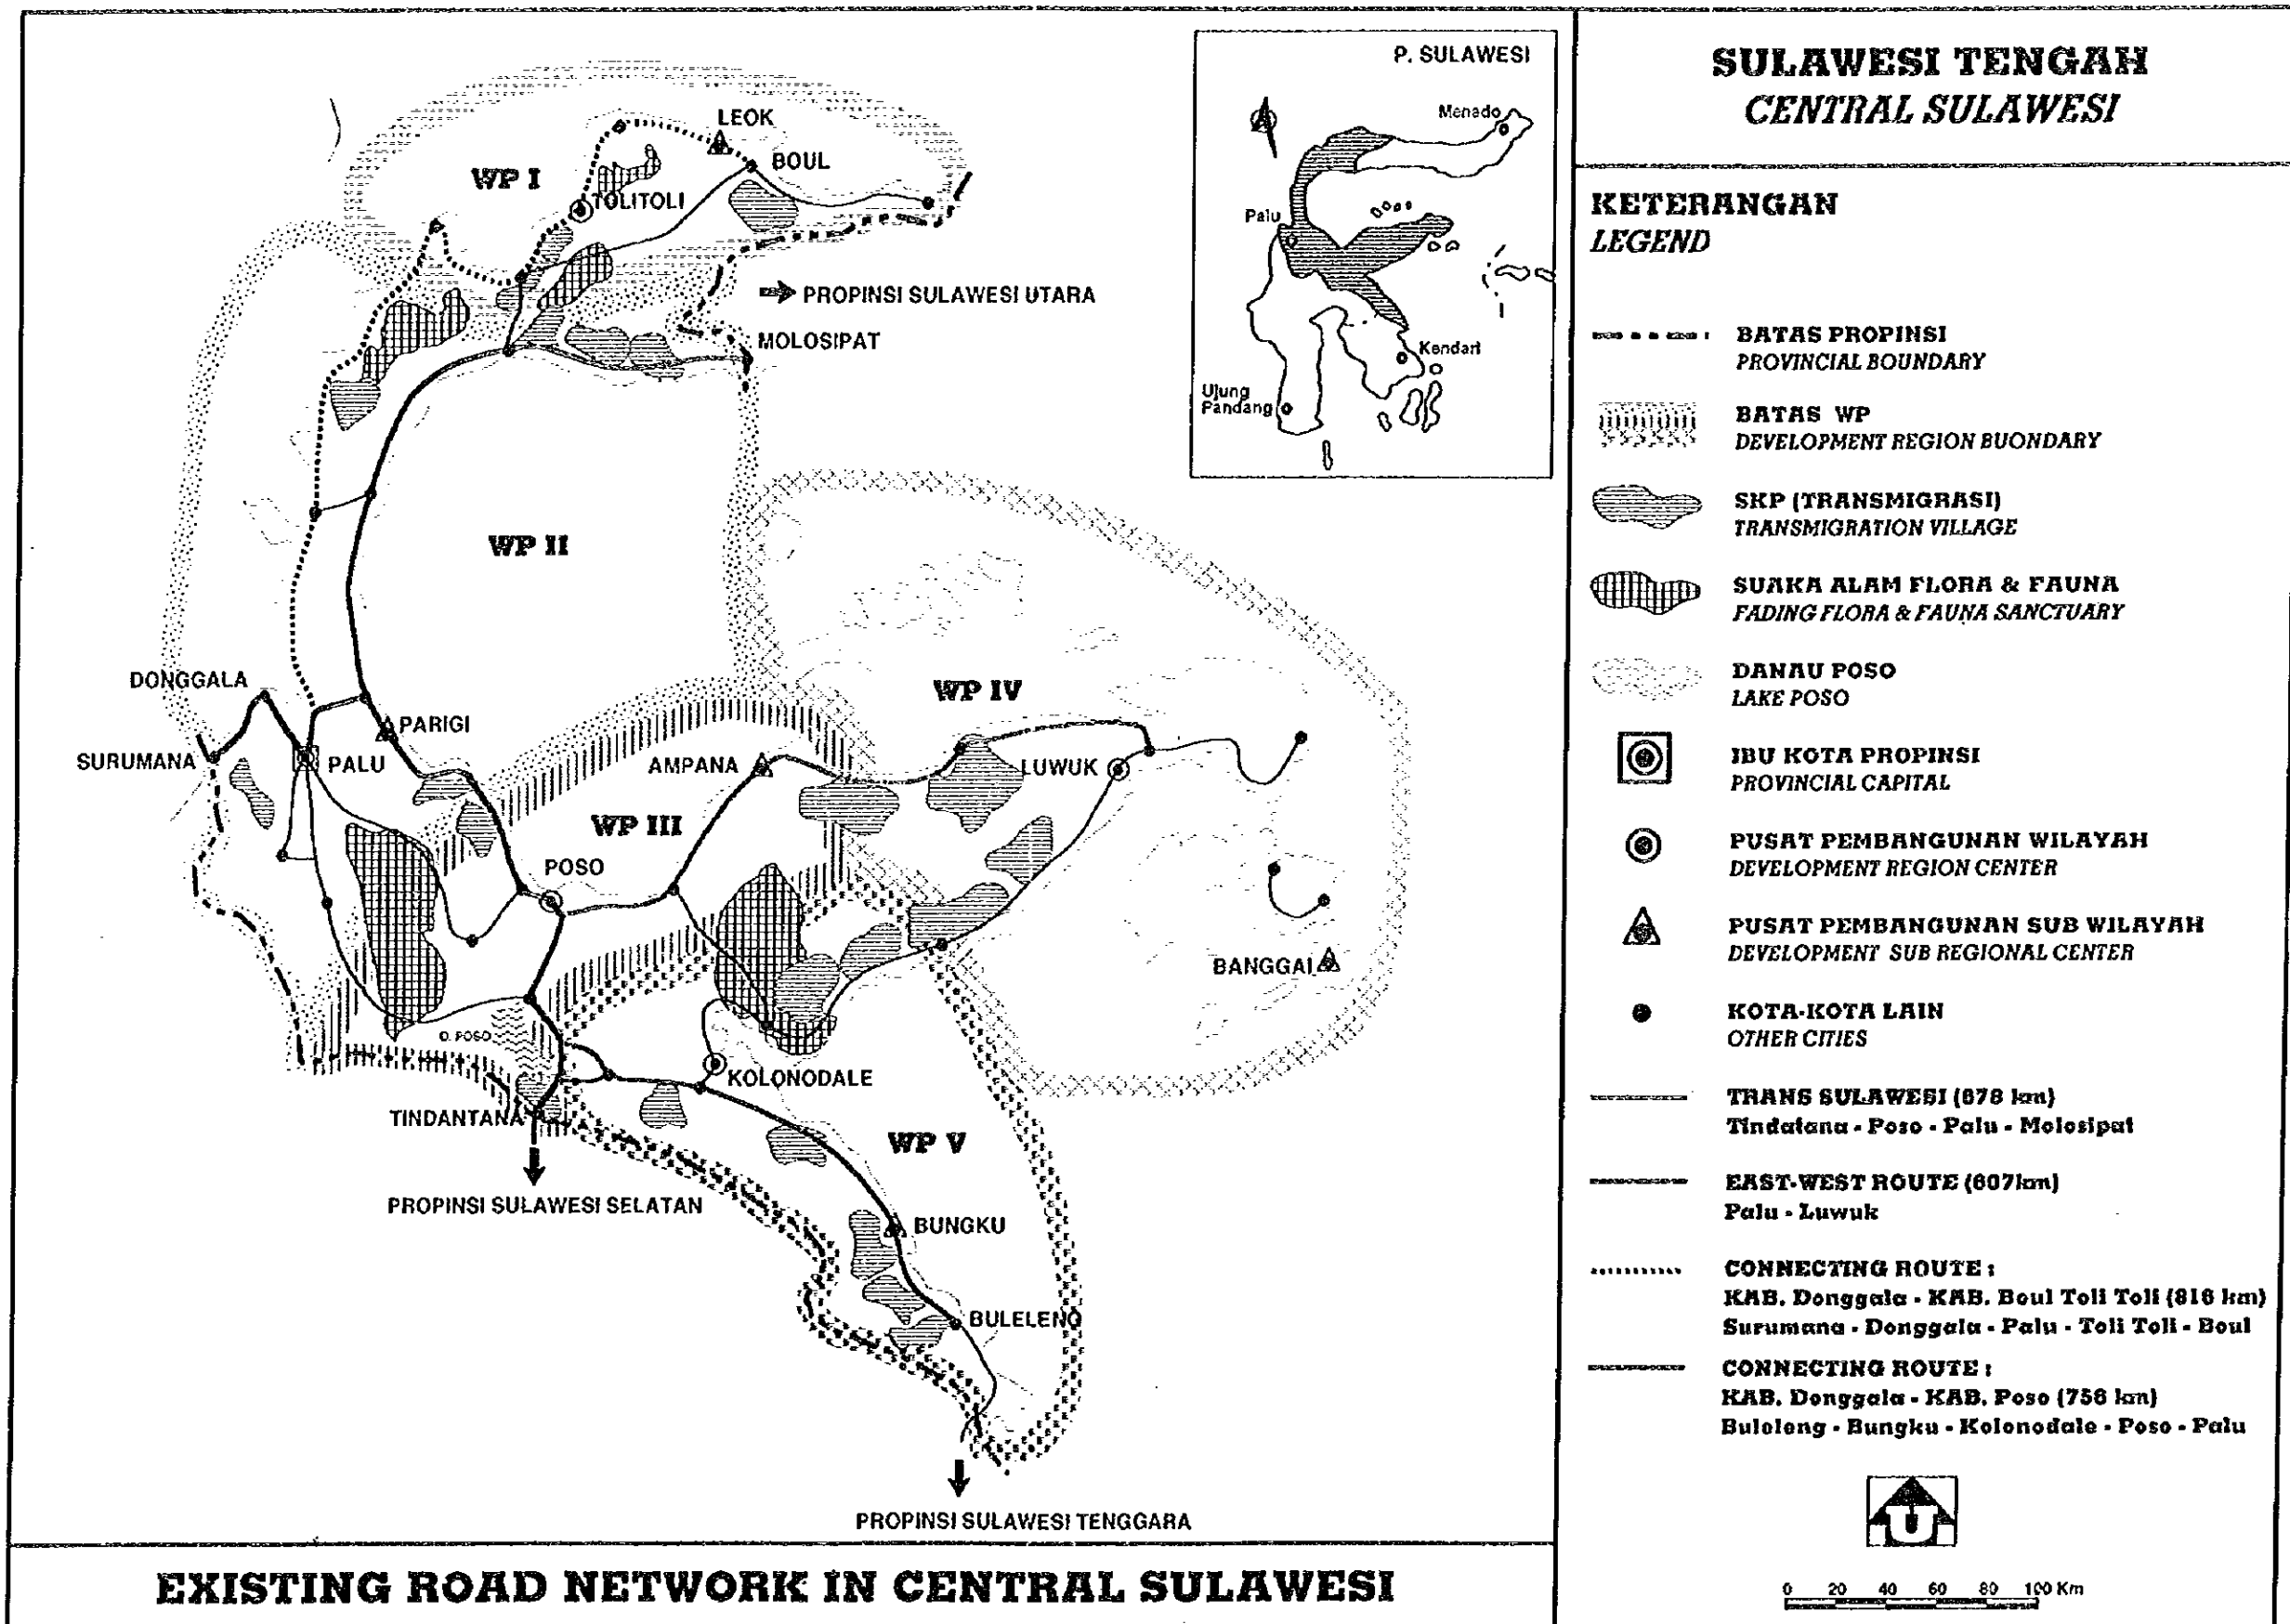 P. SULAWESI
Menado
Palu
Kendari
Ujung
Pandang
LEOK
BOUL
WP I
TOLITOLI
PROPINSI SULAWESI UTARA
MOLOSIPAT
WP II
DONGGALA
PARIGI
SURUMANA
PALU
WP IV
AMPANA
LUWUK
WP III
POSO
BANGGAI
D. POSO
KOLONODALE
TINDANTANA
WP V
PROPINSI SULAWESI SELATAN
BUNGKU
BULELENG
PROPINSI SULAWESI TENGGARA
EXISTING ROAD NETWORK IN CENTRAL SULAWESI
SULAWESI TENGAH
CENTRAL SULAWESI
KETERANGAN
LEGEND
BATAS PROPINSI
PROVINCIAL BOUNDARY
BATAS WP
DEVELOPMENT REGION BUONDARY
SKP (TRANSMIGRASI)
TRANSMIGRATION VILLAGE
SUAKA ALAM FLORA & FAUNA
FADING FLORA & FAUNA SANCTUARY
DANAU POSO
LAKE POSO
IBU KOTA PROPINSI
PROVINCIAL CAPITAL
PUSAT PEMBANGUNAN WILAYAH
DEVELOPMENT REGION CENTER
PUSAT PEMBANGUNAN SUB WILAYAH
DEVELOPMENT SUB REGIONAL CENTER
KOTA-KOTA LAIN
OTHER CITIES
TRANS SULAWESI (878 km)
Tindatana - Poso - Palu - Molosipat
EAST-WEST ROUTE (607km)
Palu - Luwuk
CONNECTING ROUTE :
KAB. Donggala - KAB. Boul Toli Toli (816 km)
Surumana - Donggala - Palu - Toli Toli - Boul
CONNECTING ROUTE :
KAB. Donggala - KAB. Poso (756 km)
Buleleng - Bungku - Kolonodale - Poso - Palu
U
0 20 40 60 80 100 Km